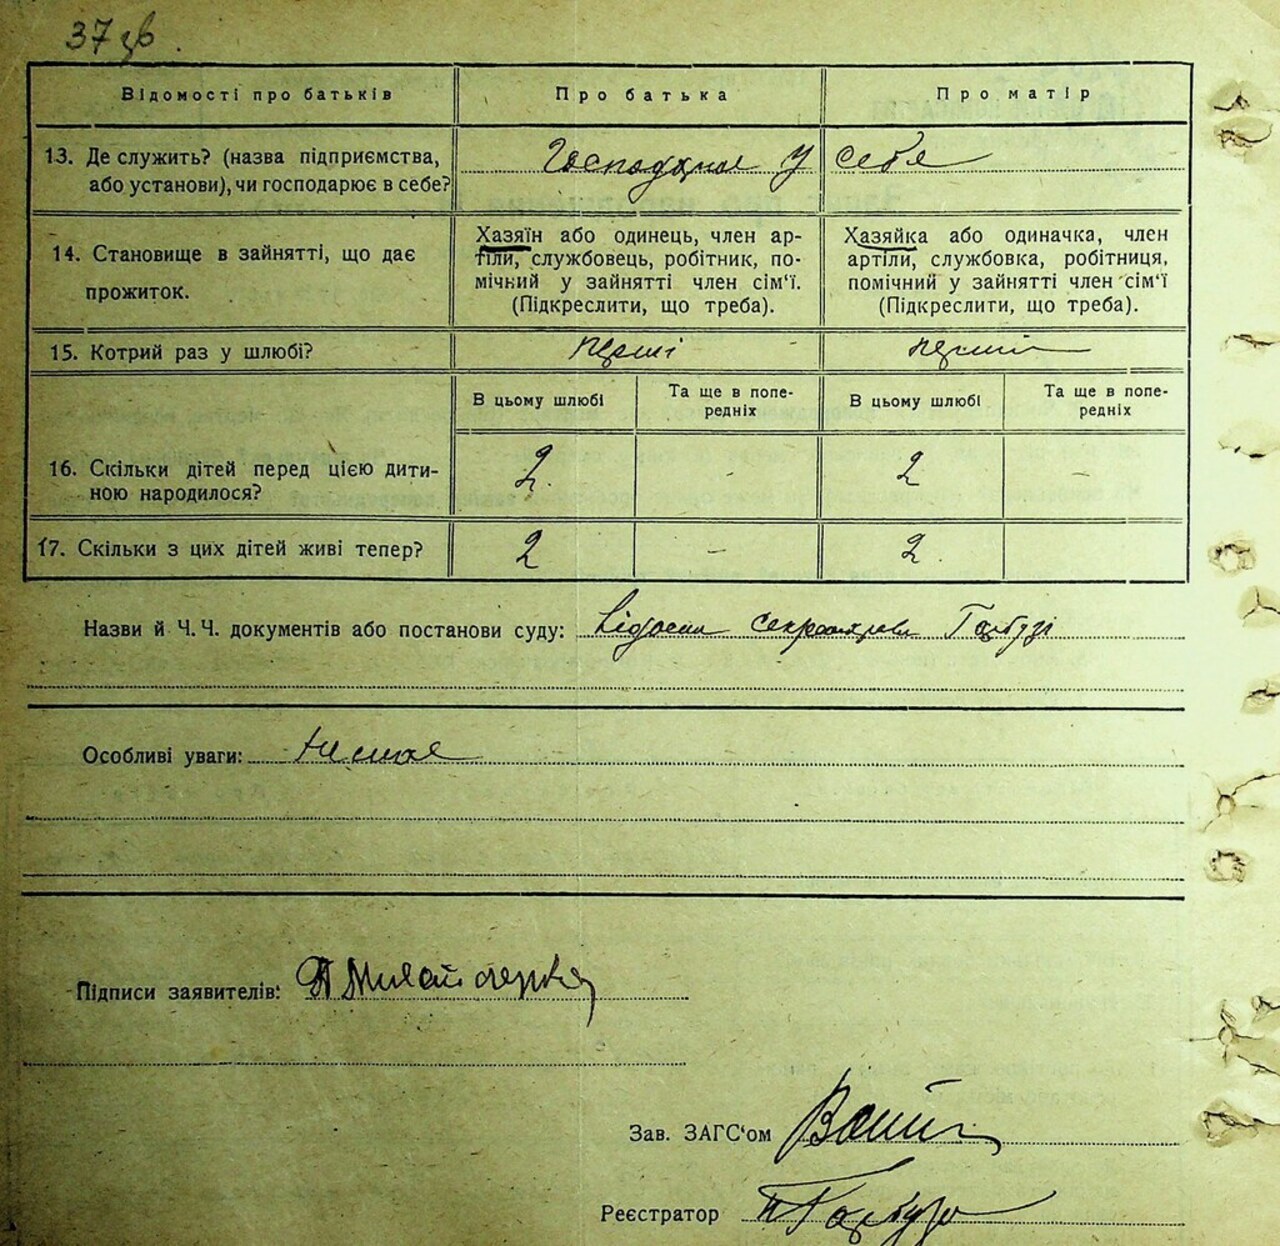 37 зв.
Відомості про батьків Про батька Про матір
13. Де служить? (назва підприємства,
або установи), чи господарює в себе?
Господарює у себе
14. Становище в зайнятті, що дає
прожиток.
Хазяїн або одинець, член ар-
тіли, службовець, робітник, по-
мічний у зайнятті член сім'ї.
(Підкреслити, що треба).
Хазяйка або одиначка, член
артіли, службовка, робітниця,
помічний у зайнятті член сім'ї
(Підкреслити, що треба).
15. Котрий раз у шлюбі? перший перший
В цьому шлюбі
Та ще в попе-
редніх
В цьому шлюбі
Та ще в попе-
редніх
16. Скільки дітей перед цією дити-
ною народилося?
2. - 2 -
17. Скільки з цих дітей живі тепер? 2 - 2.
Назви й Ч. Ч. документів або постанови суду: Гарбузі
Особливі уваги: Немає
Підписи заявителів:
Зав. ЗАГС'ом
Реєстратор Гарбуз